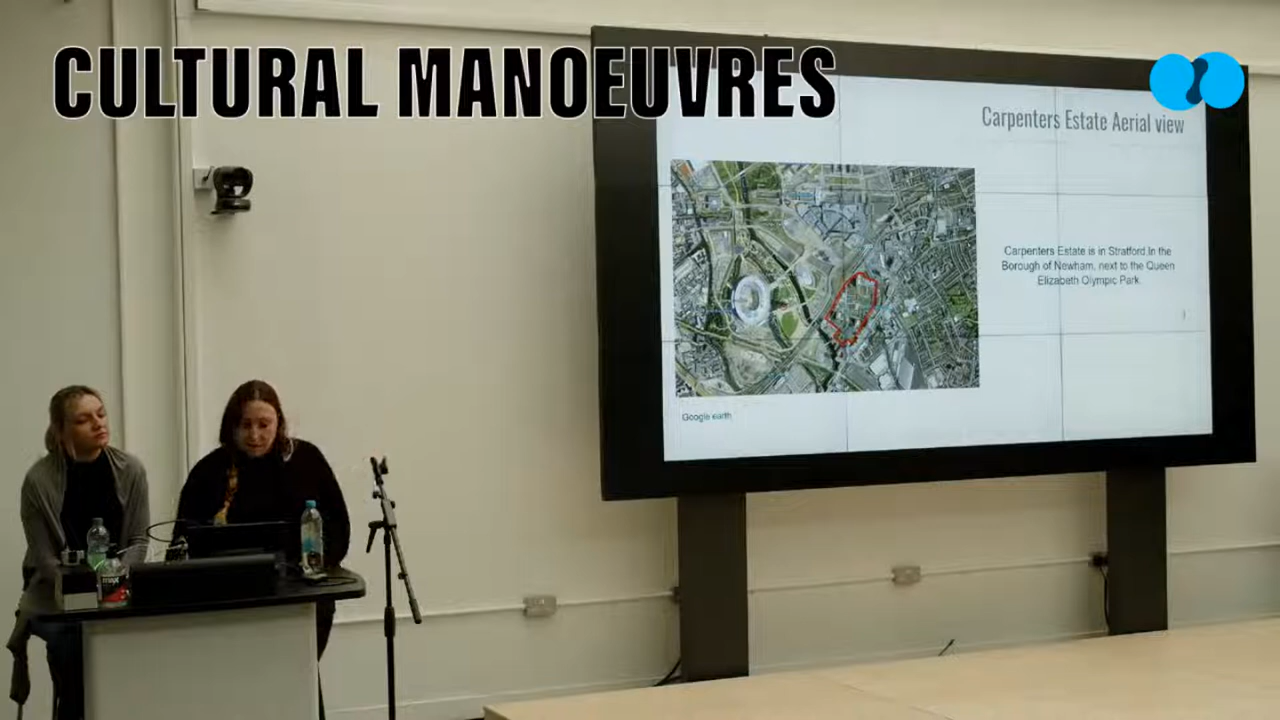 CULTURAL MANOEUVRES
Carpenters Estate Aerial view
Carpenters Estate is in Stratford.In the
Borough of Newham, next to the Queen
Elizabeth Olympic Park.
Google earth